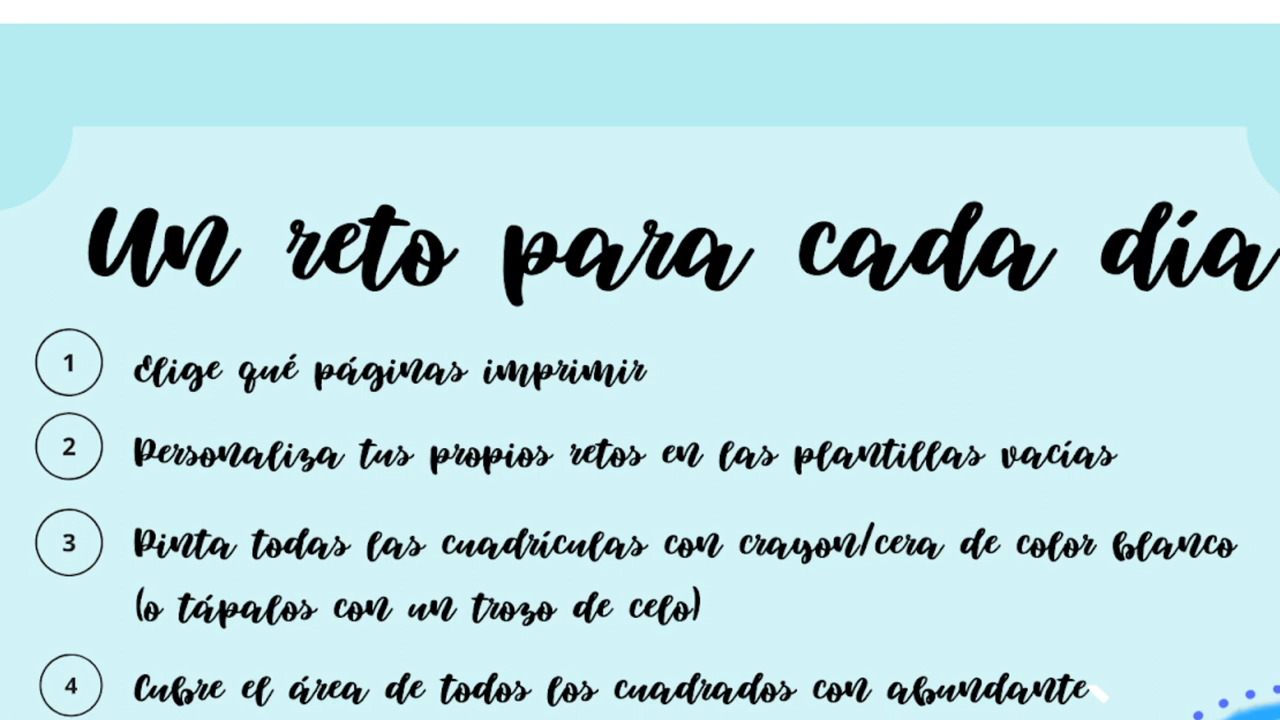 Un reto para cada día
1 Elige qué páginas imprimir
2 Personaliza tus propios retos en las plantillas vacías
3 Pinta todas las cuadrículas con crayon/cera de color blanco
(o tápalos con un trozo de celo)
4 Cubre el área de todos los cuadrados con abundante